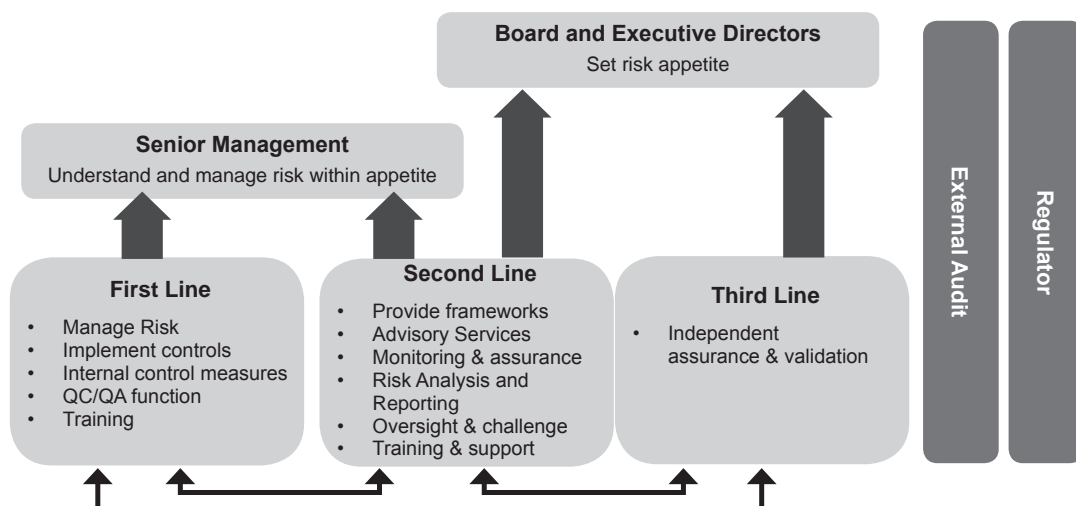 Board and Executive Directors
Set risk appetite
Senior Management
Understand and manage risk within appetite
First Line
• Manage Risk
• Implement controls
• Internal control measures
• QC/QA function
• Training
Second Line
• Provide frameworks
• Advisory Services
• Monitoring & assurance
• Risk Analysis and
Reporting
• Oversight & challenge
• Training & support
Third Line
• Independent
assurance & validation
External Audit
Regulator